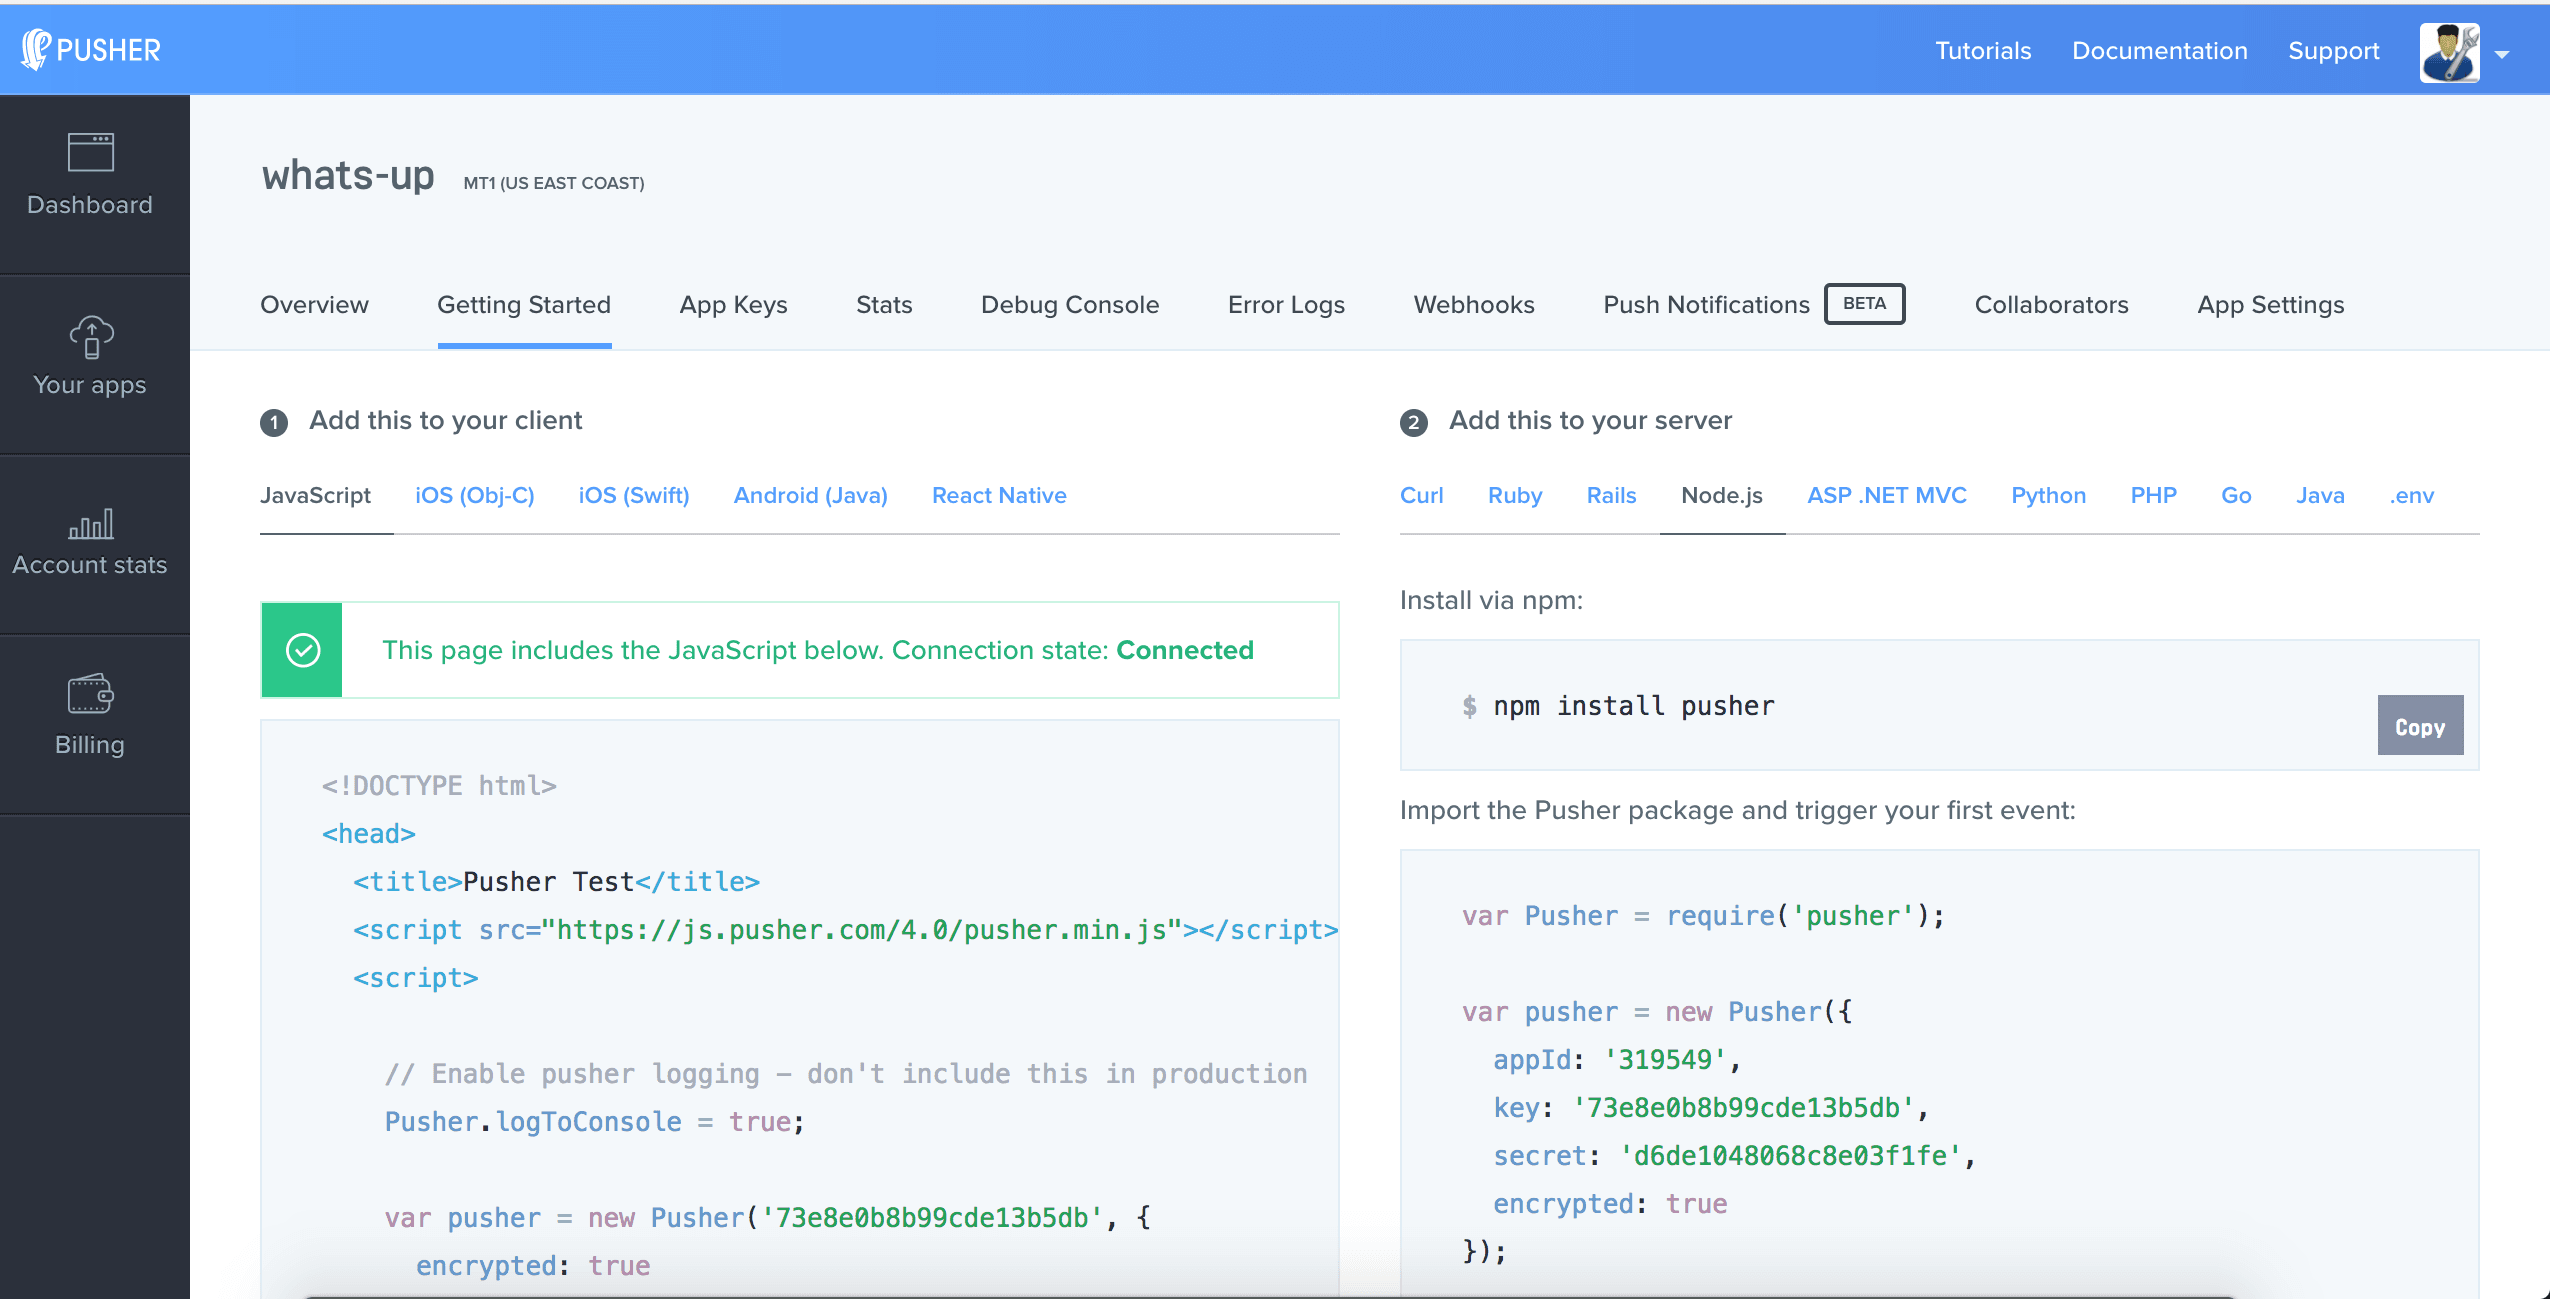 PUSHER
Tutorials Documentation Support
Dashboard
Your apps
Account stats
Billing
whats-up MT1 (US EAST COAST)
Overview Getting Started App Keys Stats Debug Console Error Logs Webhooks Push Notifications BETA Collaborators App Settings
1 Add this to your client
JavaScript iOS (Obj-C) iOS (Swift) Android (Java) React Native
This page includes the JavaScript below. Connection state: Connected
<!DOCTYPE html>
<head>
  <title>Pusher Test</title>
  <script src="https://js.pusher.com/4.0/pusher.min.js"></script>
  <script>
    // Enable pusher logging – don't include this in production
    Pusher.logToConsole = true;
    var pusher = new Pusher('73e8e0b8b99cde13b5db', {
      encrypted: true
2 Add this to your server
Curl Ruby Rails Node.js ASP .NET MVC Python PHP Go Java .env
Install via npm:
$ npm install pusher
Copy
Import the Pusher package and trigger your first event:
var Pusher = require('pusher');
var pusher = new Pusher({
  appId: '319549',
  key: '73e8e0b8b99cde13b5db',
  secret: 'd6de1048068c8e03f1fe',
  encrypted: true
});